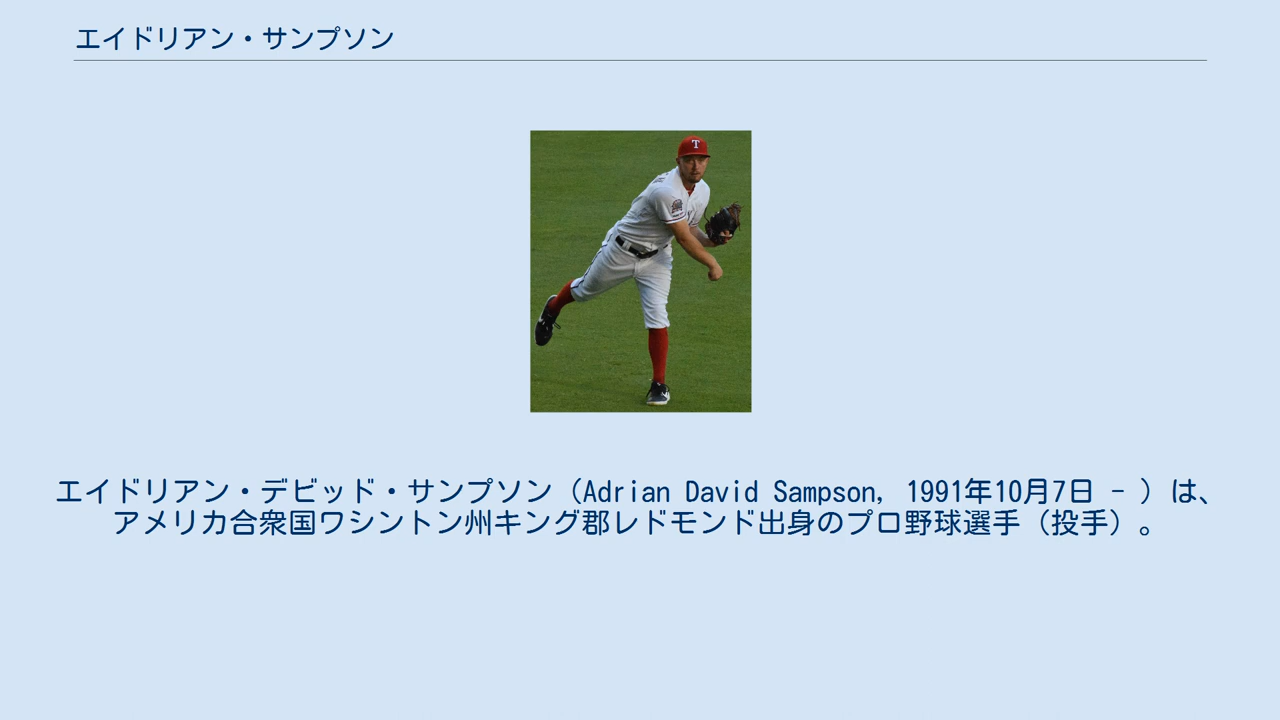 エイドリアン・サンプソン
T
エイドリアン・デビッド・サンプソン（Adrian David Sampson, 1991年10月7日 - ）は、
アメリカ合衆国ワシントン州キング郡レドモンド出身のプロ野球選手（投手）。